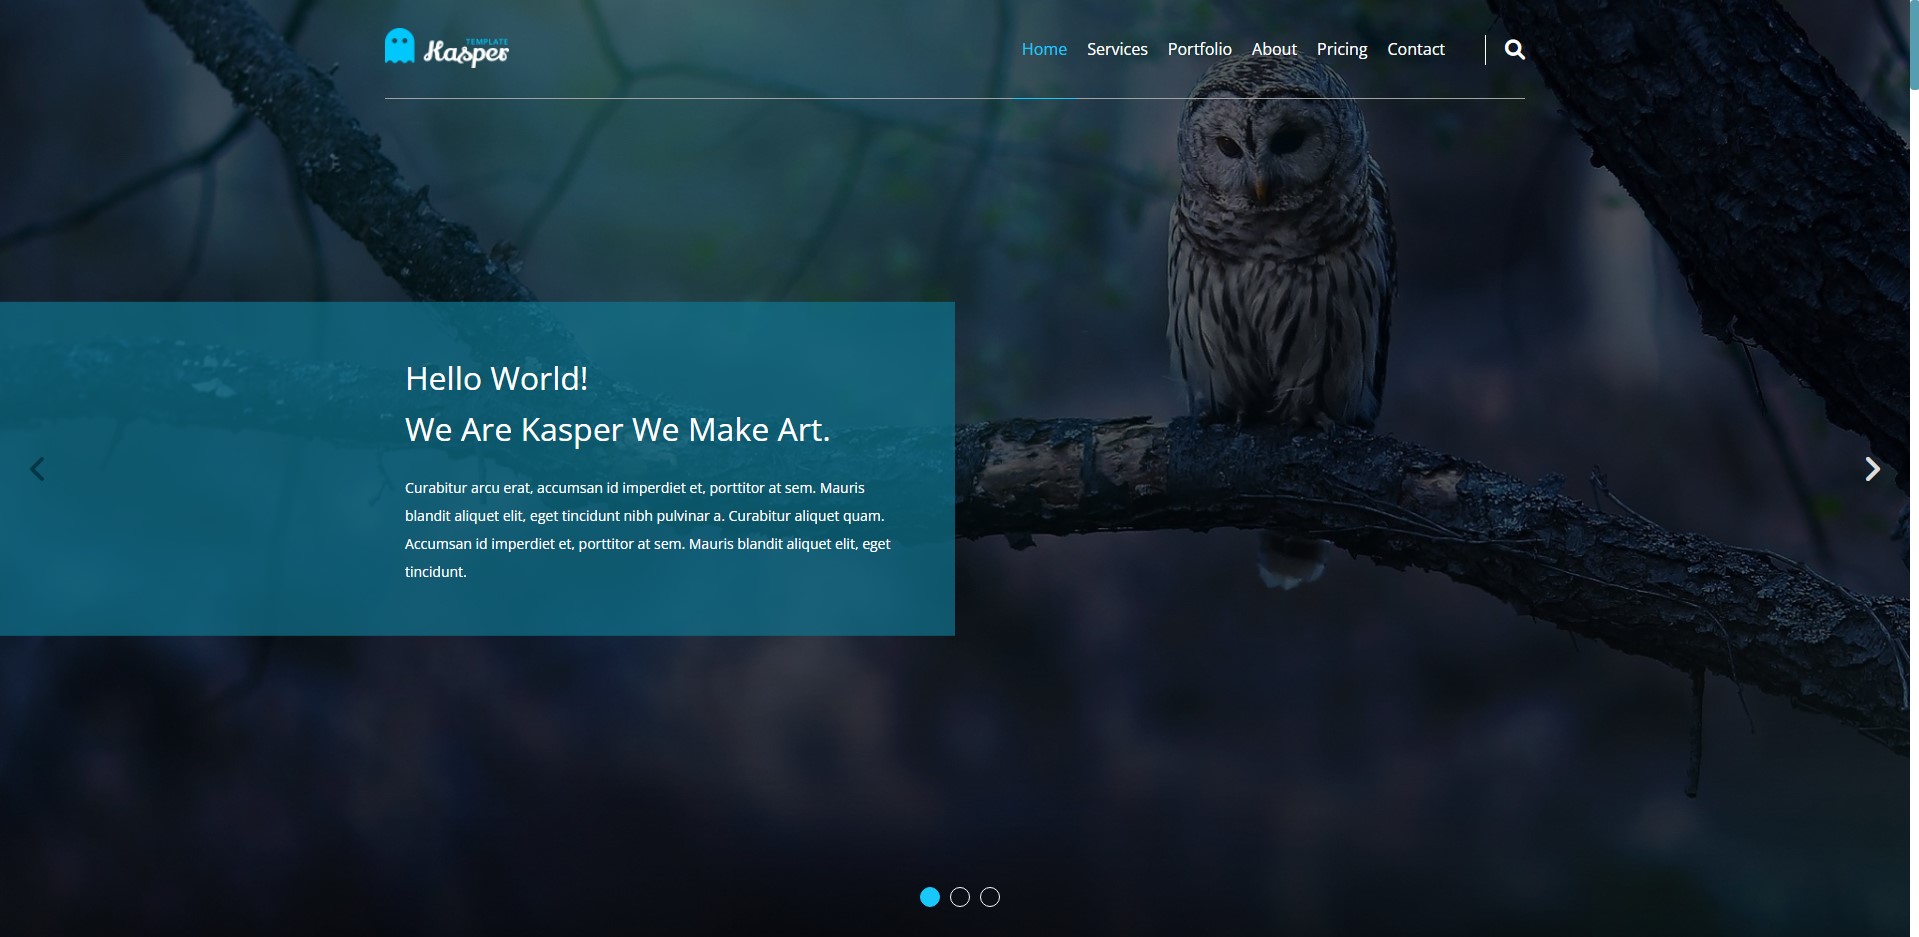 TEMPLATE
Kasper
Home Services Portfolio About Pricing Contact
Hello World!
We Are Kasper We Make Art.
Curabitur arcu erat, accumsan id imperdiet et, porttitor at sem. Mauris
blandit aliquet elit, eget tincidunt nibh pulvinar a. Curabitur aliquet quam.
Accumsan id imperdiet et, porttitor at sem. Mauris blandit aliquet elit, eget
tincidunt.